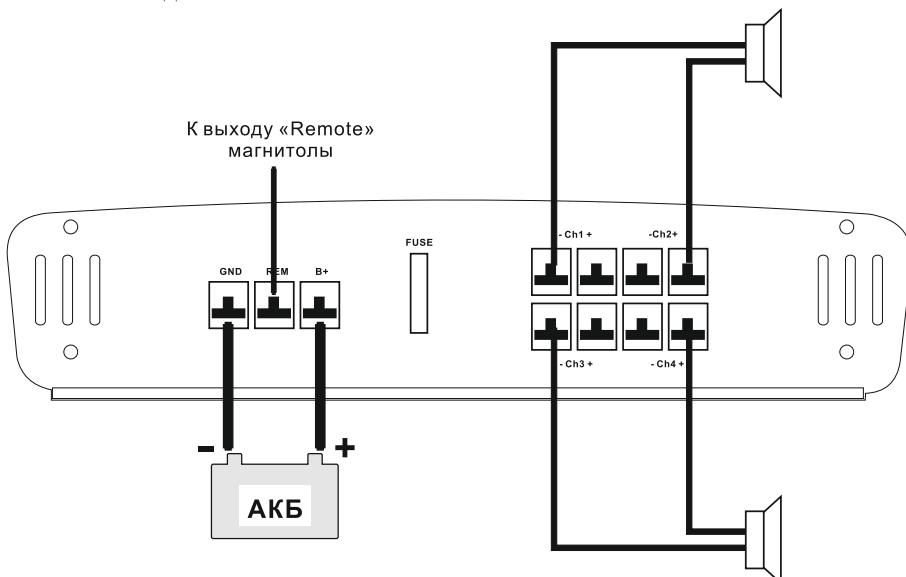 К выходу «Remote»
магнитолы
FUSE
- Ch1 +
-Ch2+
GND
REM
B+
- Ch3 +
- Ch4 +
- +
АКБ